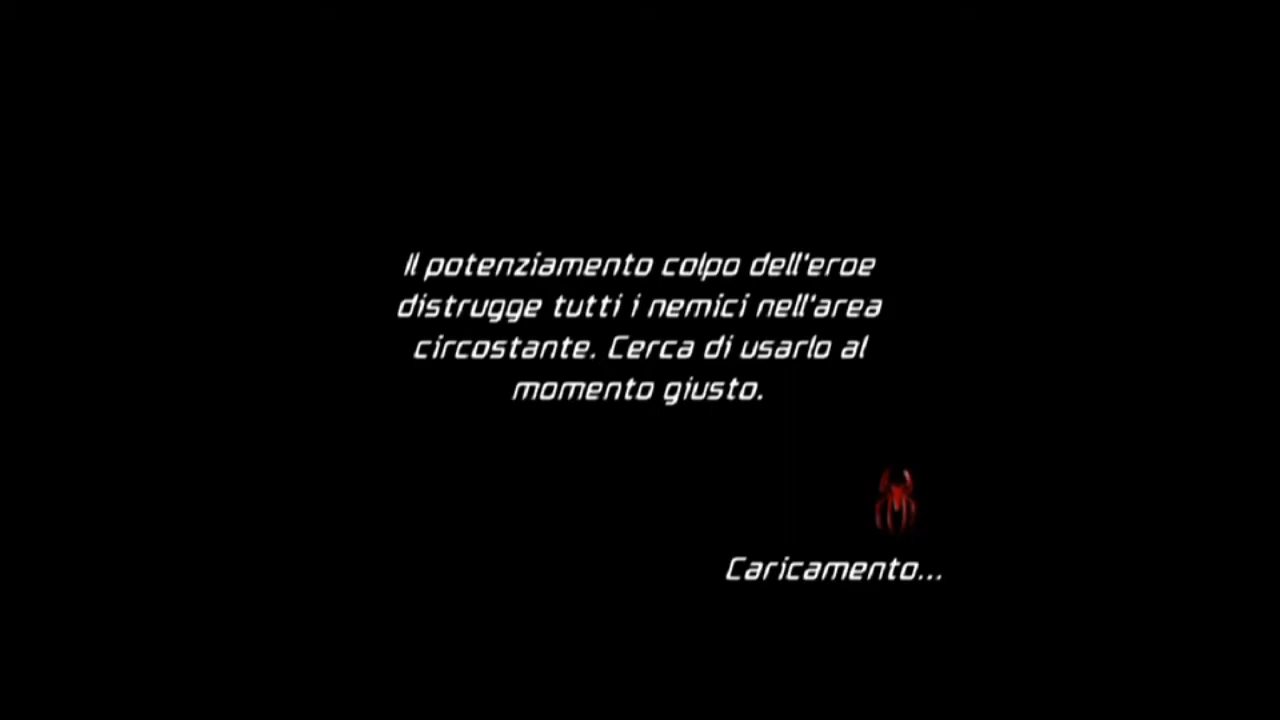 Il potenziamento colpo dell'eroe
distrugge tutti i nemici nell'area
circostante. Cerca di usarlo al
momento giusto.
Caricamento...